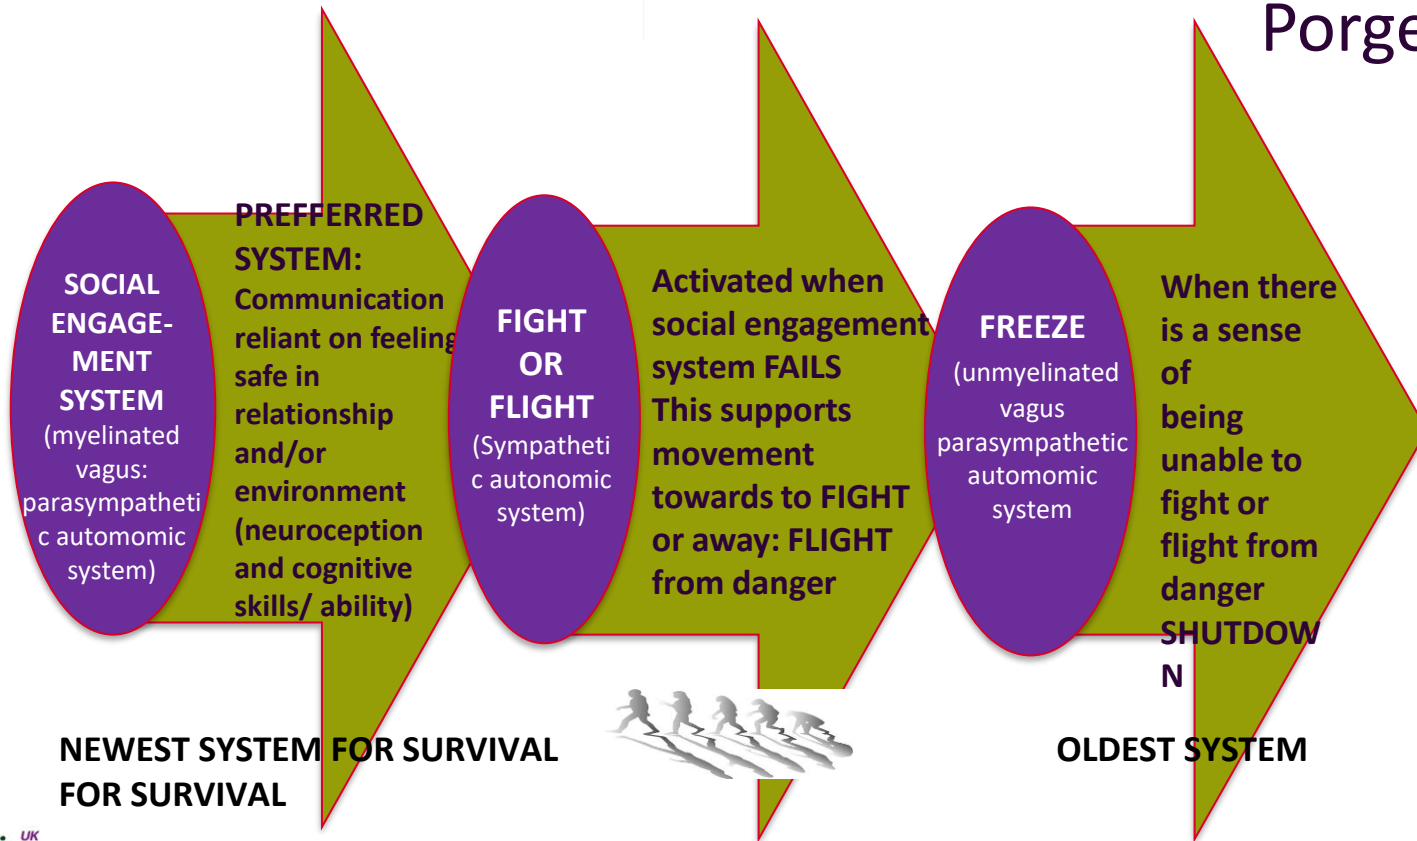 Porge
SOCIAL
ENGAGE-
MENT
SYSTEM
(myelinated
vagus:
parasympatheti
c automomic
system)
PREFFERRED
SYSTEM:
Communication
reliant on feeling
safe in
relationship
and/or
environment
(neuroception
and cognitive
skills/ ability)
FIGHT
OR
FLIGHT
(Sympatheti
c autonomic
system)
Activated when
social engagement
system FAILS
This supports
movement
towards to FIGHT
or away: FLIGHT
from danger
FREEZE
(unmyelinated
vagus
parasympathetic
automomic
system
When there
is a sense
of
being
unable to
fight or
flight from
danger
SHUTDOW
N
NEWEST SYSTEM FOR SURVIVAL
FOR SURVIVAL
OLDEST SYSTEM
• UK